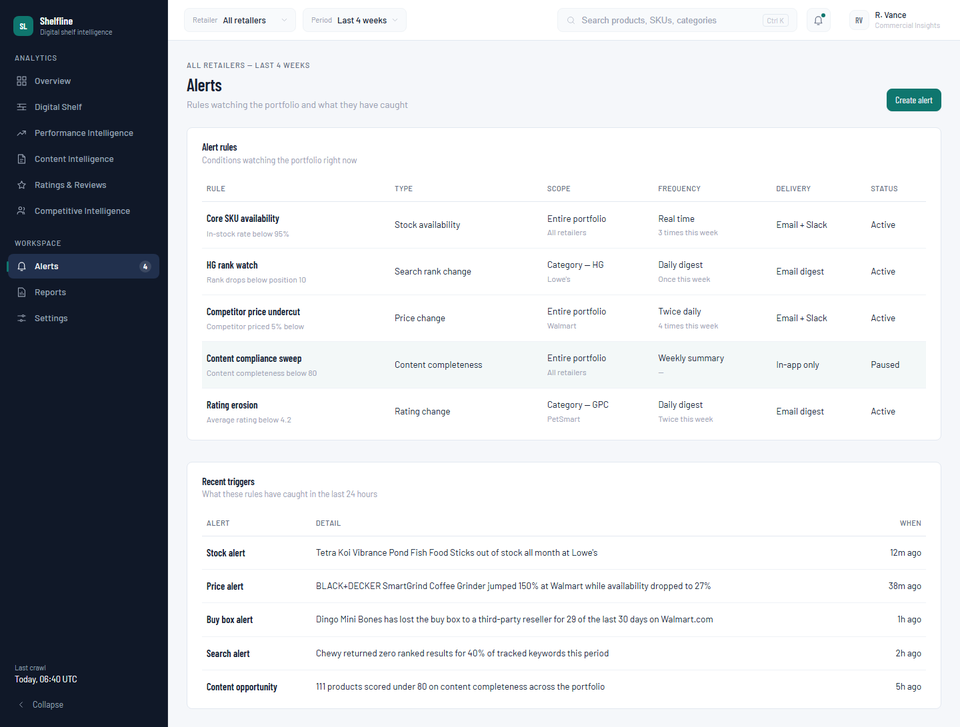 SL
Shelfline
Digital shelf intelligence
ANALYTICS
Overview
Digital Shelf
Performance Intelligence
Content Intelligence
Ratings & Reviews
Competitive Intelligence
WORKSPACE
Alerts 4
Reports
Settings
Last crawl
Today, 06:40 UTC
Collapse
Retailer All retailers
Period Last 4 weeks
Search products, SKUs, categories Ctrl K
RV
R. Vance
Commercial Insights
ALL RETAILERS — LAST 4 WEEKS
Alerts
Rules watching the portfolio and what they have caught
Create alert
Alert rules
Conditions watching the portfolio right now
RULE TYPE SCOPE FREQUENCY DELIVERY STATUS
Core SKU availability
In-stock rate below 95%
Stock availability
Entire portfolio
All retailers
Real time
3 times this week
Email + Slack
Active
HG rank watch
Rank drops below position 10
Search rank change
Category — HG
Lowe's
Daily digest
Once this week
Email digest
Active
Competitor price undercut
Competitor priced 5% below
Price change
Entire portfolio
Walmart
Twice daily
4 times this week
Email + Slack
Active
Content compliance sweep
Content completeness below 80
Content completeness
Entire portfolio
All retailers
Weekly summary
—
In-app only
Paused
Rating erosion
Average rating below 4.2
Rating change
Category — GPC
PetSmart
Daily digest
Twice this week
Email digest
Active
Recent triggers
What these rules have caught in the last 24 hours
ALERT DETAIL WHEN
Stock alert Tetra Koi Vibrance Pond Fish Food Sticks out of stock all month at Lowe's 12m ago
Price alert BLACK+DECKER SmartGrind Coffee Grinder jumped 150% at Walmart while availability dropped to 27% 38m ago
Buy box alert Dingo Mini Bones has lost the buy box to a third-party reseller for 29 of the last 30 days on Walmart.com 1h ago
Search alert Chewy returned zero ranked results for 40% of tracked keywords this period 2h ago
Content opportunity 111 products scored under 80 on content completeness across the portfolio 5h ago